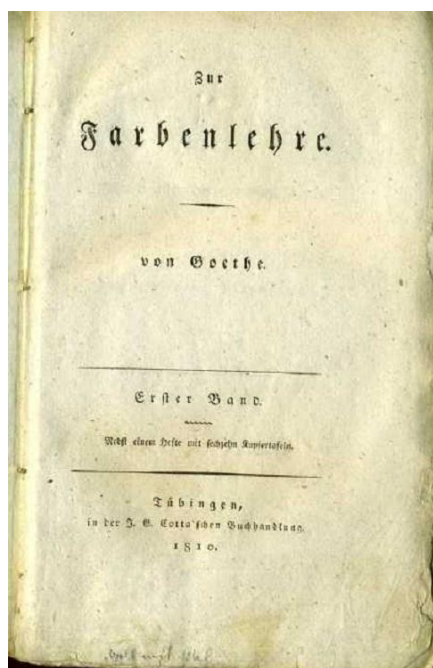 Zur
Farbenlehre.
von Goethe.
Erster Band.
Nebst einem Hefte mit sechzehn Kupfertafeln.
Tübingen,
in der J. G. Cotta'schen Buchhandlung.
1810.